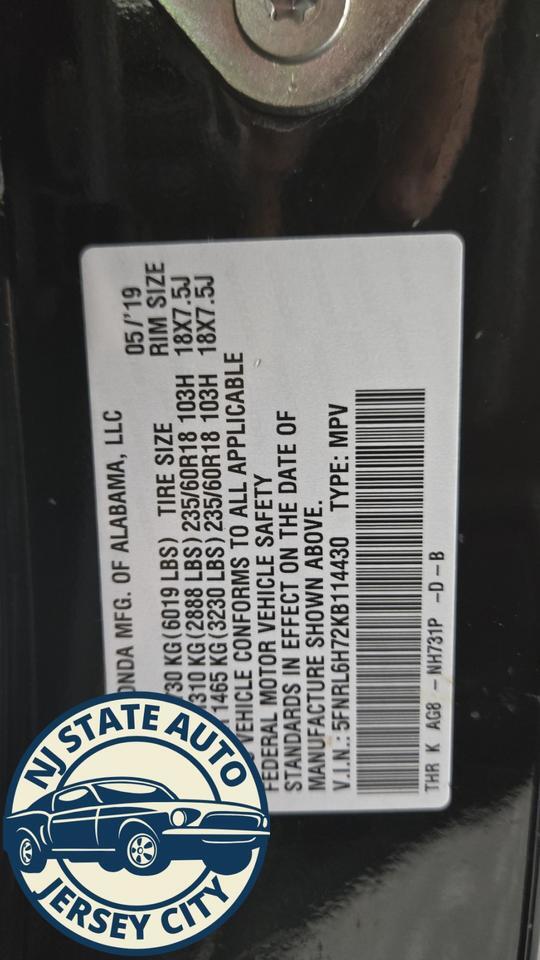 ONDA MFG. OF ALABAMA, LLC 05/'19
730 KG(6019 LBS) TIRE SIZE RIM SIZE
310 KG(2888 LBS)235/60R18 103H 18X7.5J
1465 KG(3230 LBS)235/60R18 103H 18X7.5J
VEHICLE CONFORMS TO ALL APPLICABLE
FEDERAL MOTOR VEHICLE SAFETY
STANDARDS IN EFFECT ON THE DATE OF
MANUFACTURE SHOWN ABOVE.
V.I.N.: 5FNRL6H72KB114430 TYPE: MPV
THR K AG8 - NH731P -D-B
NJ STATE AUTO
JERSEY CITY